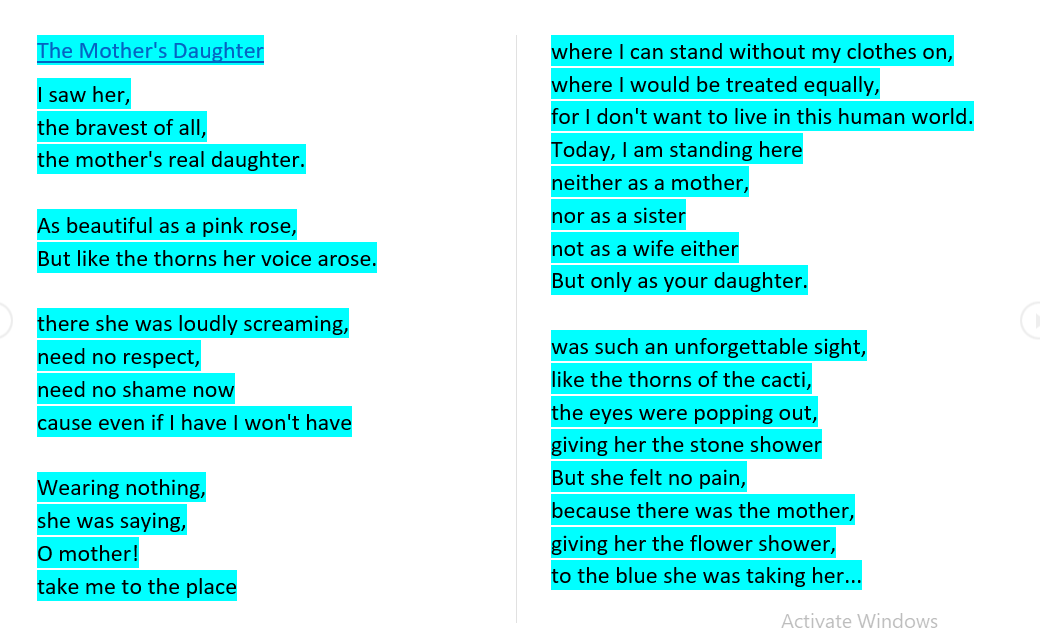 The Mother's Daughter
I saw her,
the bravest of all,
the mother's real daughter.
As beautiful as a pink rose,
But like the thorns her voice arose.
there she was loudly screaming,
need no respect,
need no shame now
cause even if I have I won't have
Wearing nothing,
she was saying,
O mother!
take me to the place
where I can stand without my clothes on,
where I would be treated equally,
for I don't want to live in this human world.
Today, I am standing here
neither as a mother,
nor as a sister
not as a wife either
But only as your daughter.
was such an unforgettable sight,
like the thorns of the cacti,
the eyes were popping out,
giving her the stone shower
But she felt no pain,
because there was the mother,
giving her the flower shower,
to the blue she was taking her...
Activate Windows